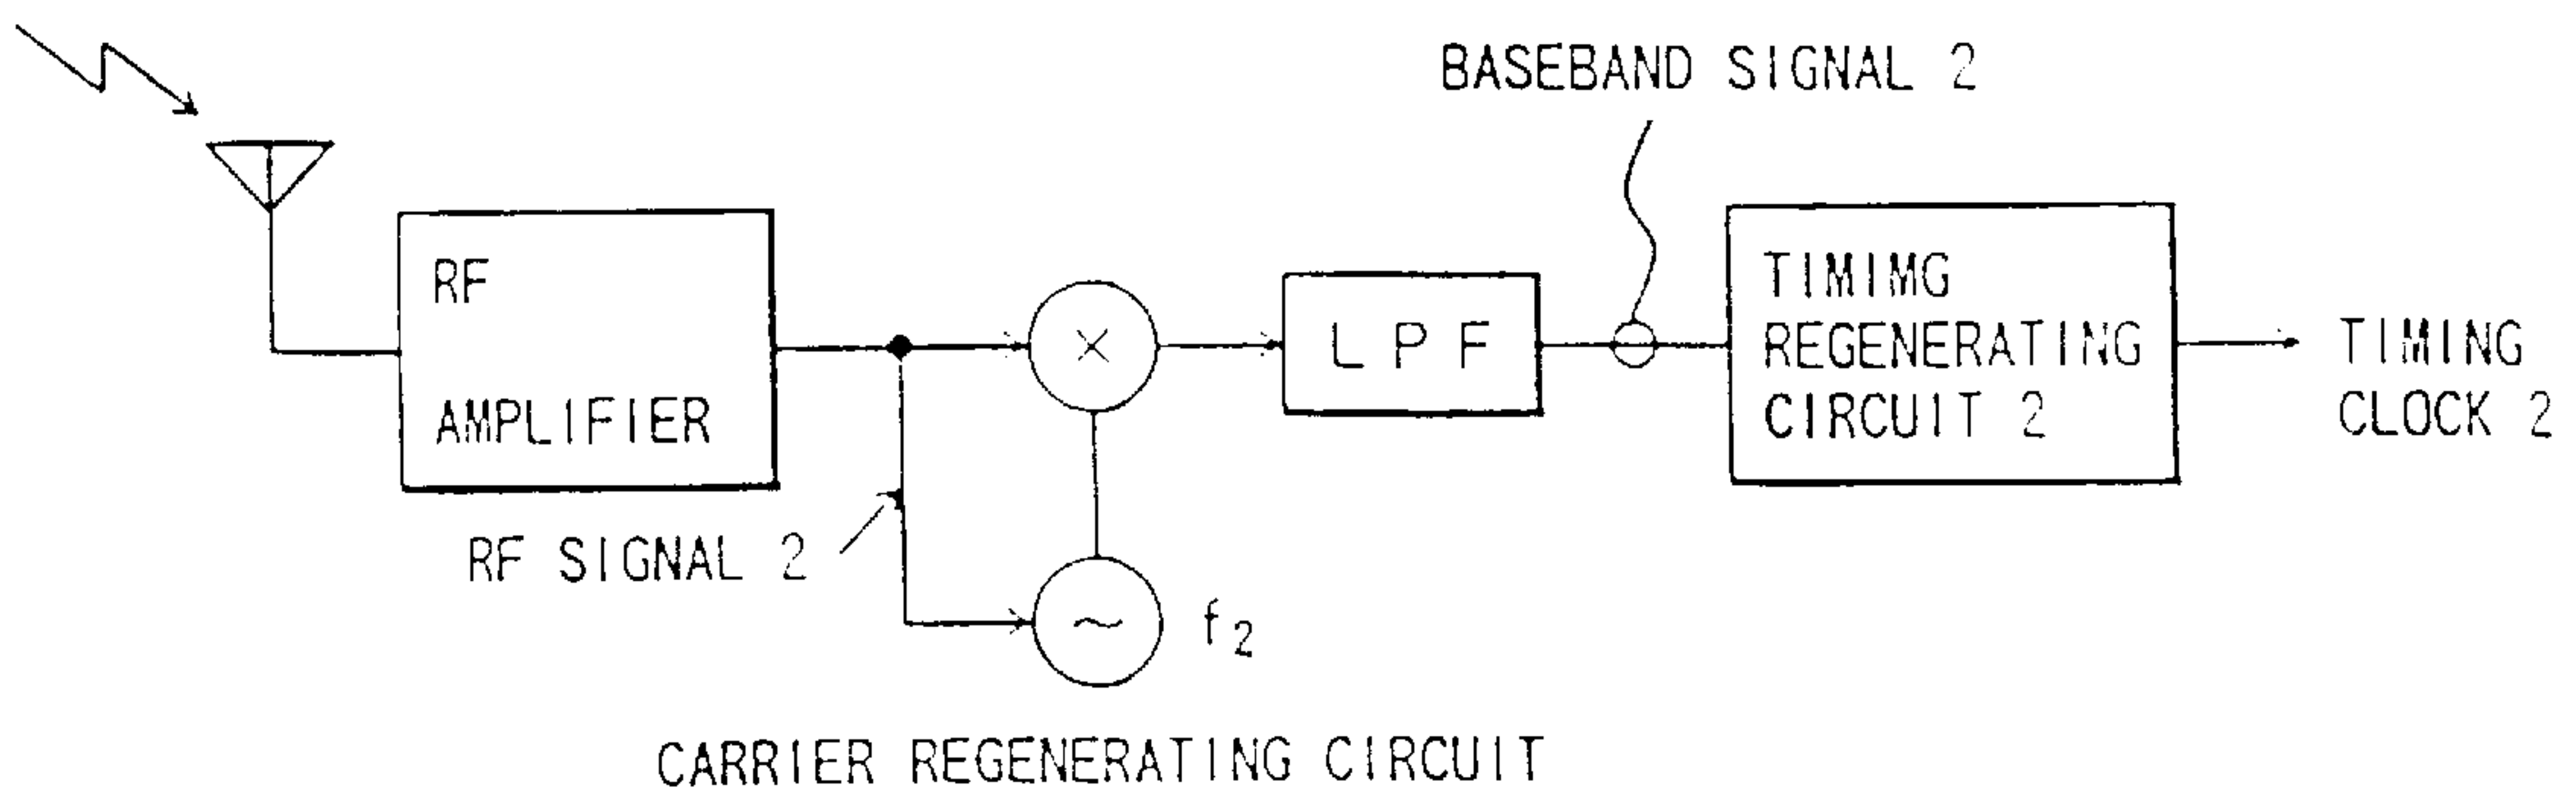 BASEBAND SIGNAL 2
RF
AMPLIFIER
×
LPF
TIMIMG
REGENERATING
CIRCUIT 2
TIMING
CLOCK 2
RF SIGNAL 2
~
f2
CARRIER REGENERATING CIRCUIT